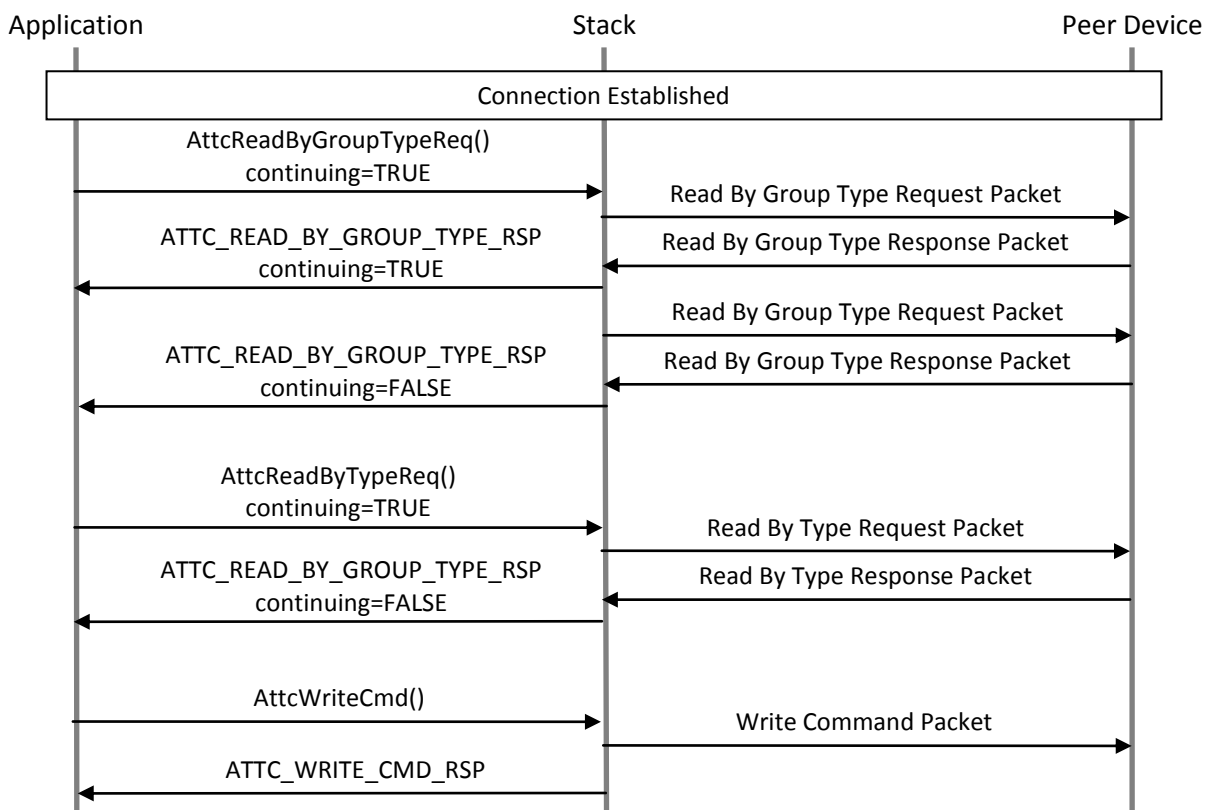 Application
Stack
Peer Device
Connection Established
AttcReadByGroupTypeReq()
continuing=TRUE
Read By Group Type Request Packet
ATTC_READ_BY_GROUP_TYPE_RSP
continuing=TRUE
Read By Group Type Response Packet
Read By Group Type Request Packet
ATTC_READ_BY_GROUP_TYPE_RSP
continuing=FALSE
Read By Group Type Response Packet
AttcReadByTypeReq()
continuing=TRUE
Read By Type Request Packet
ATTC_READ_BY_GROUP_TYPE_RSP
continuing=FALSE
Read By Type Response Packet
AttcWriteCmd()
Write Command Packet
ATTC_WRITE_CMD_RSP